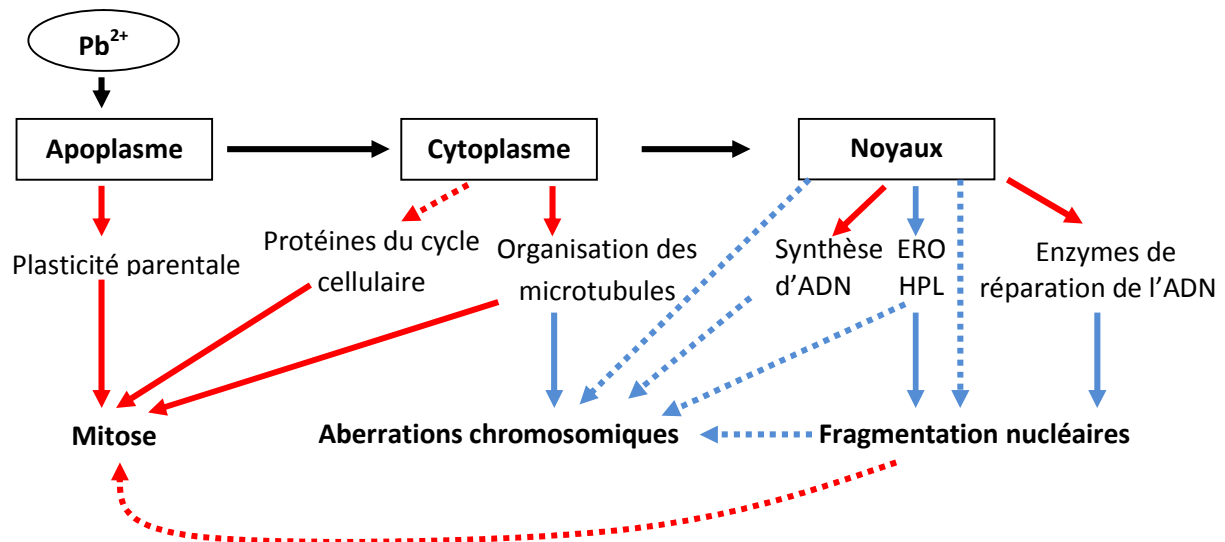 Pb²⁺
Apoplasme
Cytoplasme
Noyaux
Plasticité parentale
Protéines du cycle
cellulaire
Organisation des
microtubules
Synthèse
d'ADN
ERO
HPL
Enzymes de
réparation de l'ADN
Mitose
Aberrations chromosomiques
Fragmentation nucléaires